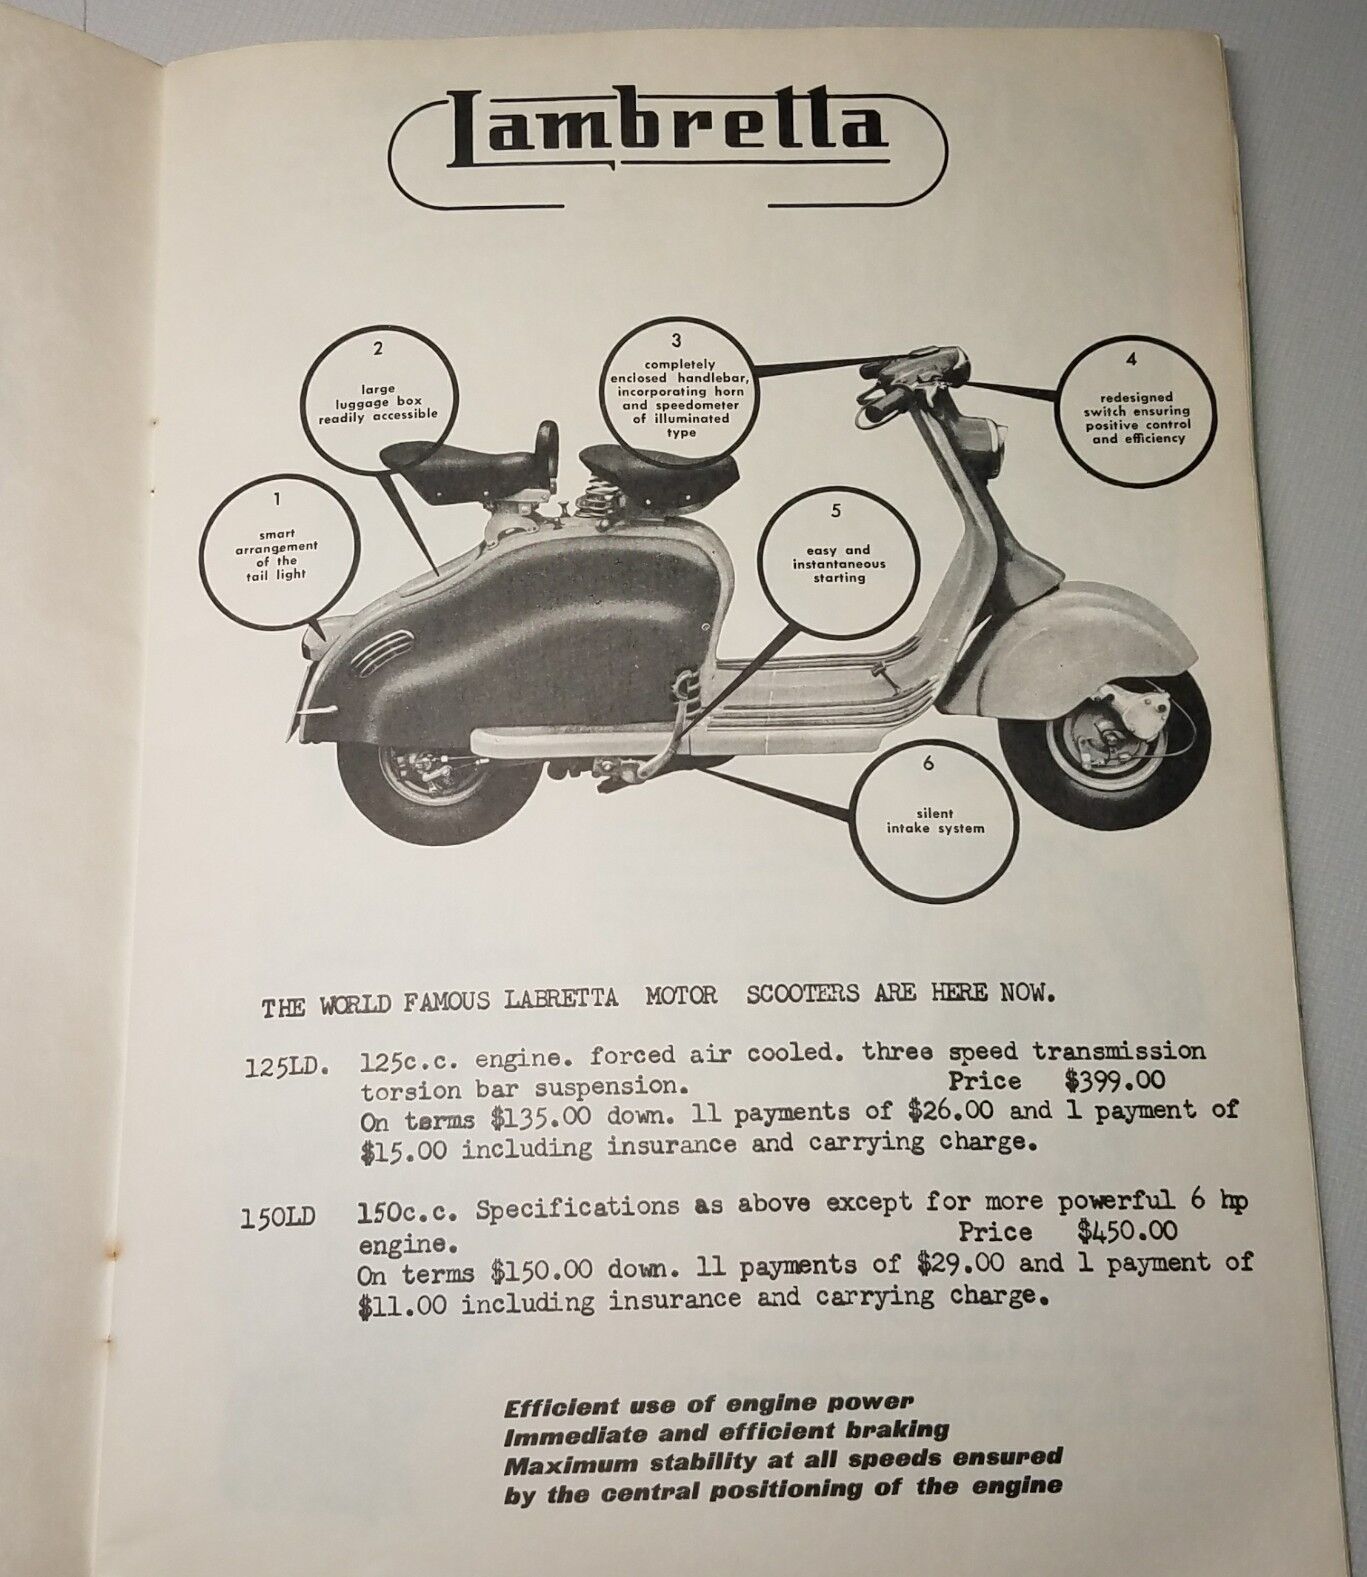 Lambretta
1
smart
arrangement
of the
tail light
2
large
luggage box
readily accessible
3
completely
enclosed handlebar,
incorporating horn
and speedometer
of illuminated
type
4
redesigned
switch ensuring
positive control
and efficiency
5
easy and
instantaneous
starting
6
silent
intake system
THE WORLD FAMOUS LABRETTA MOTOR SCOOTERS ARE HERE NOW.
125LD. 125c.c. engine. forced air cooled. three speed transmission
torsion bar suspension. Price $399.00
On terms $135.00 down. 11 payments of $26.00 and 1 payment of
$15.00 including insurance and carrying charge.
150LD 150c.c. Specifications as above except for more powerful 6 hp
engine. Price $450.00
On terms $150.00 down. 11 payments of $29.00 and 1 payment of
$11.00 including insurance and carrying charge.
Efficient use of engine power
Immediate and efficient braking
Maximum stability at all speeds ensured
by the central positioning of the engine